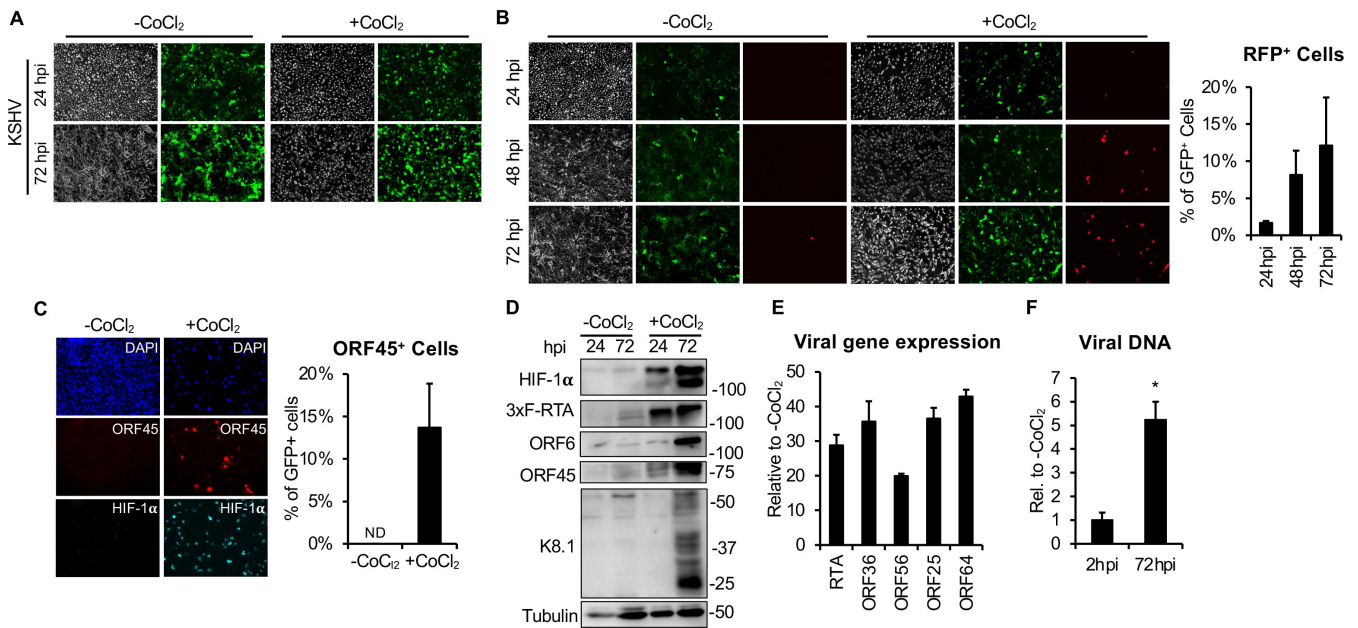 A
-CoCl₂ +CoCl₂
KSHV
24 hpi
72 hpi
B
-CoCl₂ +CoCl₂
24 hpi
48 hpi
72 hpi
RFP⁺ Cells
% of GFP⁺ Cells
20%
15%
10%
5%
0%
24hpi 48hpi 72hpi
C
-CoCl₂ +CoCl₂
DAPI DAPI
ORF45 ORF45
HIF-1α HIF-1α
ORF45⁺ Cells
% of GFP+ cells
20%
15%
10%
5%
0%
ND
-CoC₁₂ +CoCl₂
D
-CoCl₂ +CoCl₂
hpi 24 72 24 72
HIF-1α -100
3xF-RTA -100
ORF6 -100
ORF45 -75
K8.1
-50
-37
-25
Tubulin -50
E
Viral gene expression
Relative to -CoCl₂
50
40
30
20
10
0
RTA ORF36 ORF56 ORF25 ORF64
F
Viral DNA
Rel. to -CoCl₂
7
6
5
4
3
2
1
0
*
2hpi 72hpi